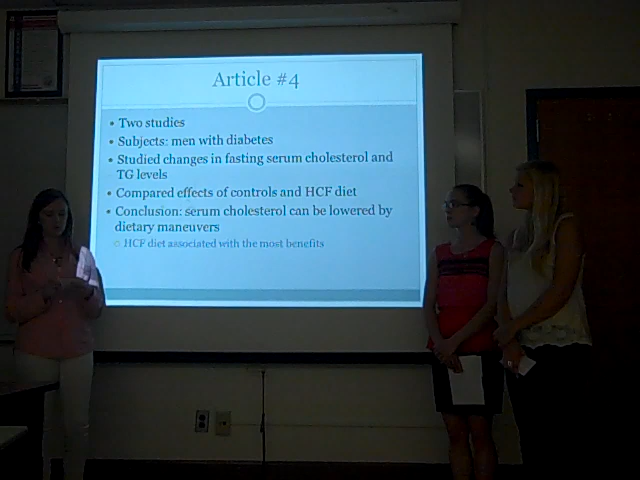 Article #4
• Two studies
• Subjects: men with diabetes
• Studied changes in fasting serum cholesterol and
TG levels
• Compared effects of controls and HCF diet
• Conclusion: serum cholesterol can be lowered by
dietary maneuvers
○ HCF diet associated with the most benefits